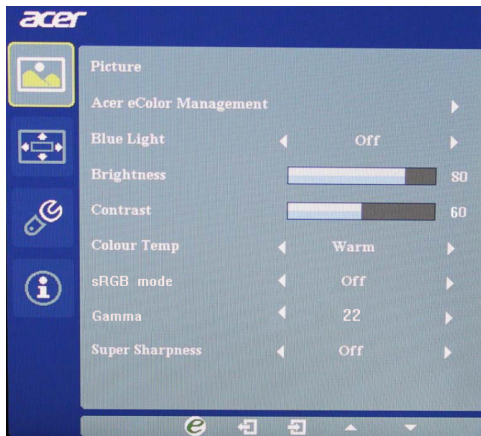 acer
Picture
Acer eColor Management
Blue Light Off
Brightness 80
Contrast 60
Colour Temp Warm
sRGB mode Off
Gamma 22
Super Sharpness Off
e